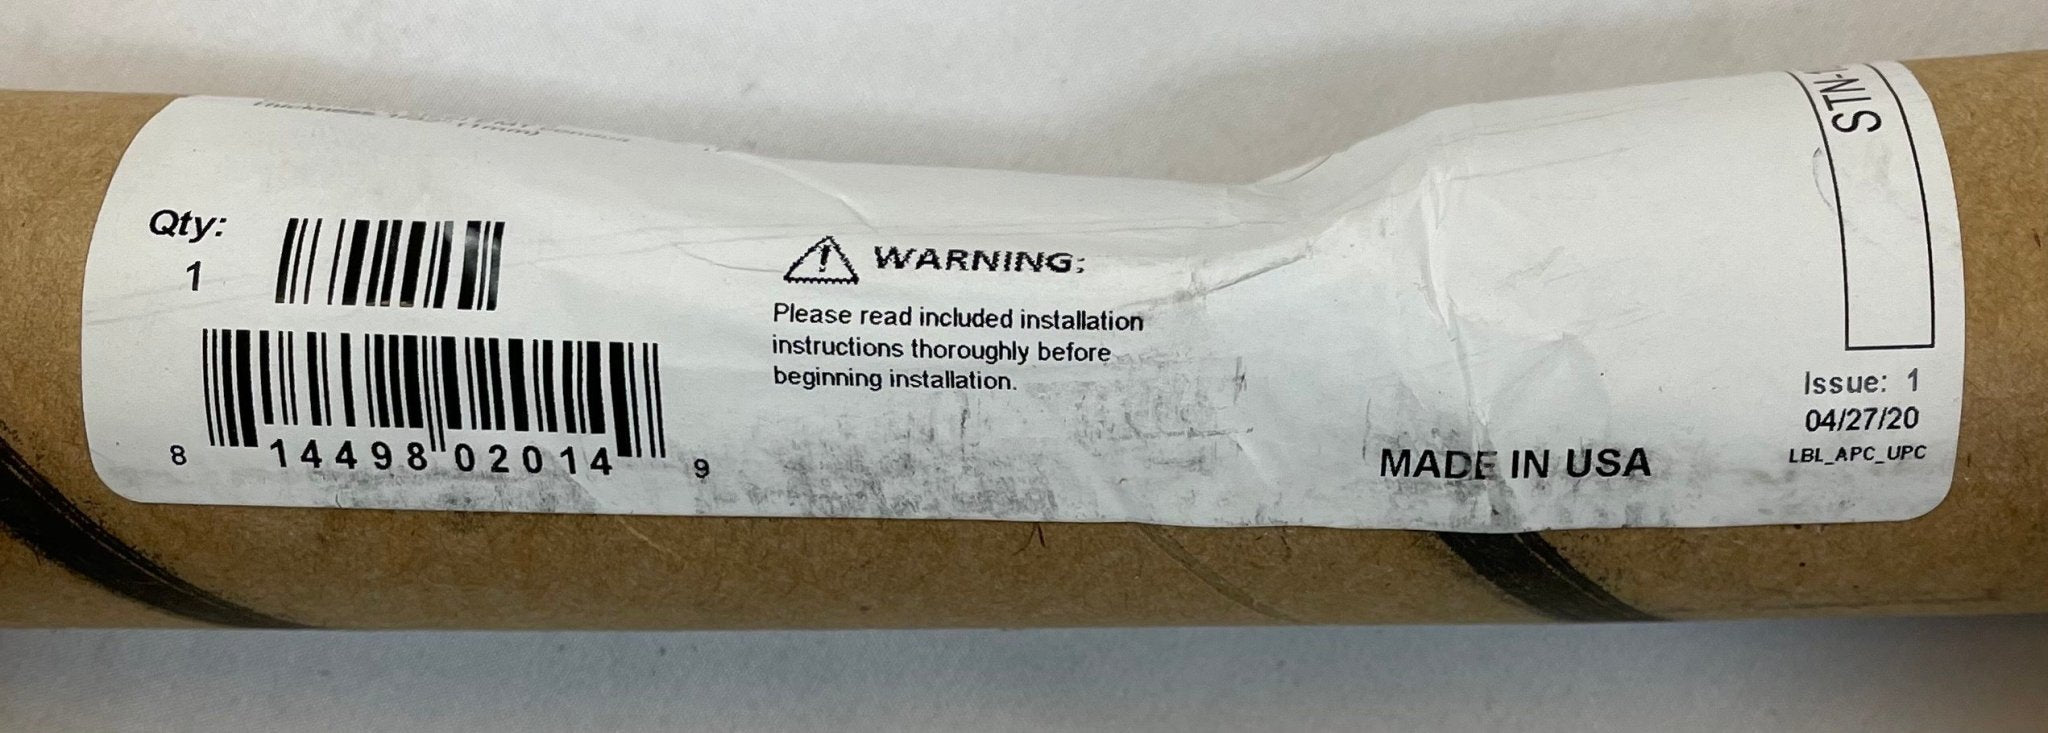 Qty:
1
8 14498 02014 9
WARNING:
Please read included installation
instructions thoroughly before
beginning installation.
MADE IN USA
STN-
Issue: 1
04/27/20
LBL_APC_UPC